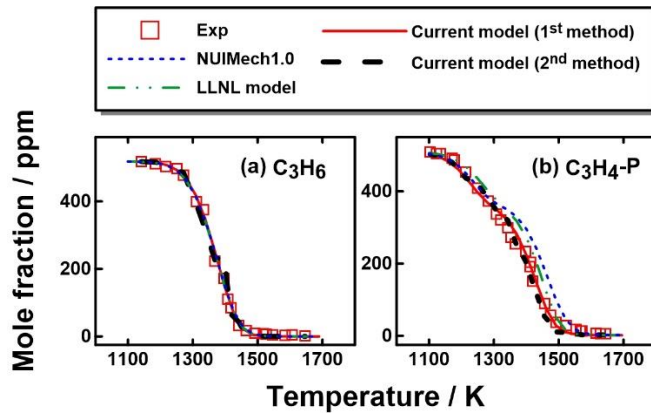 Exp
Current model (1st method)
NUIMech1.0
Current model (2nd method)
LLNL model
Mole fraction / ppm
(a) C3H6
(b) C3H4-P
400
200
0
400
200
0
1100 1300 1500 1700
1100 1300 1500 1700
Temperature / K